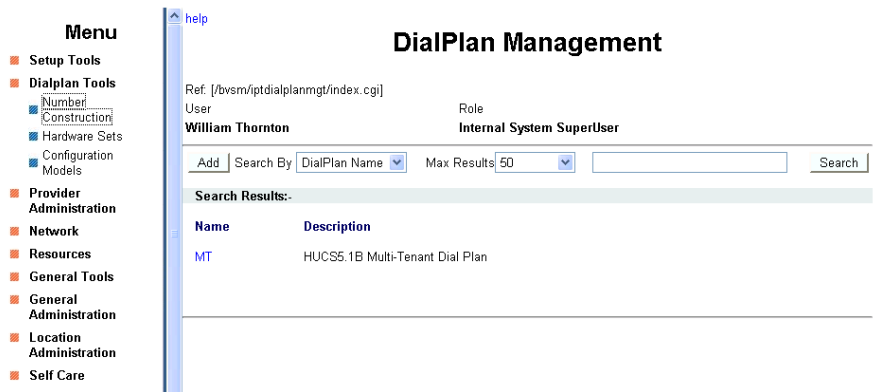 Menu
Setup Tools
Dialplan Tools
Number
Construction
Hardware Sets
Configuration
Models
Provider
Administration
Network
Resources
General Tools
General
Administration
Location
Administration
Self Care
help
DialPlan Management
Ref: [/bvsm/iptdialplanmgt/index.cgi]
User Role
William Thornton Internal System SuperUser
Add Search By DialPlan Name Max Results 50 Search
Search Results:-
Name Description
MT HUCS5.1B Multi-Tenant Dial Plan